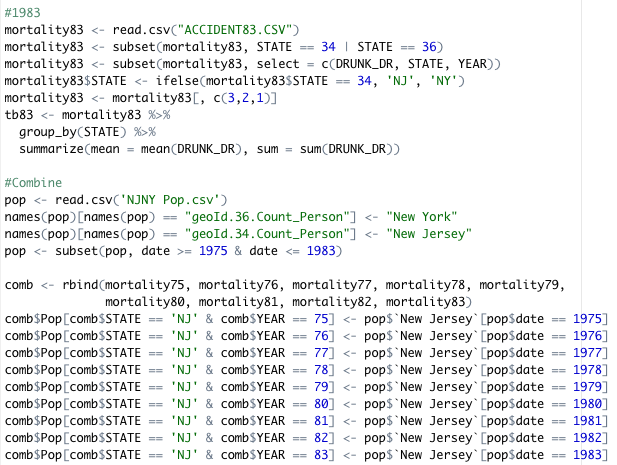 #1983
mortality83 <- read.csv("ACCIDENT83.CSV")
mortality83 <- subset(mortality83, STATE == 34 | STATE == 36)
mortality83 <- subset(mortality83, select = c(DRUNK_DR, STATE, YEAR))
mortality83$STATE <- ifelse(mortality83$STATE == 34, 'NJ', 'NY')
mortality83 <- mortality83[, c(3,2,1)]
tb83 <- mortality83 %>%
  group_by(STATE) %>%
  summarize(mean = mean(DRUNK_DR), sum = sum(DRUNK_DR))

#Combine
pop <- read.csv('NJNY Pop.csv')
names(pop)[names(pop) == "geoId.36.Count_Person"] <- "New York"
names(pop)[names(pop) == "geoId.34.Count_Person"] <- "New Jersey"
pop <- subset(pop, date >= 1975 & date <= 1983)

comb <- rbind(mortality75, mortality76, mortality77, mortality78, mortality79,
              mortality80, mortality81, mortality82, mortality83)
comb$Pop[comb$STATE == 'NJ' & comb$YEAR == 75] <- pop$`New Jersey`[pop$date == 1975]
comb$Pop[comb$STATE == 'NJ' & comb$YEAR == 76] <- pop$`New Jersey`[pop$date == 1976]
comb$Pop[comb$STATE == 'NJ' & comb$YEAR == 77] <- pop$`New Jersey`[pop$date == 1977]
comb$Pop[comb$STATE == 'NJ' & comb$YEAR == 78] <- pop$`New Jersey`[pop$date == 1978]
comb$Pop[comb$STATE == 'NJ' & comb$YEAR == 79] <- pop$`New Jersey`[pop$date == 1979]
comb$Pop[comb$STATE == 'NJ' & comb$YEAR == 80] <- pop$`New Jersey`[pop$date == 1980]
comb$Pop[comb$STATE == 'NJ' & comb$YEAR == 81] <- pop$`New Jersey`[pop$date == 1981]
comb$Pop[comb$STATE == 'NJ' & comb$YEAR == 82] <- pop$`New Jersey`[pop$date == 1982]
comb$Pop[comb$STATE == 'NJ' & comb$YEAR == 83] <- pop$`New Jersey`[pop$date == 1983]